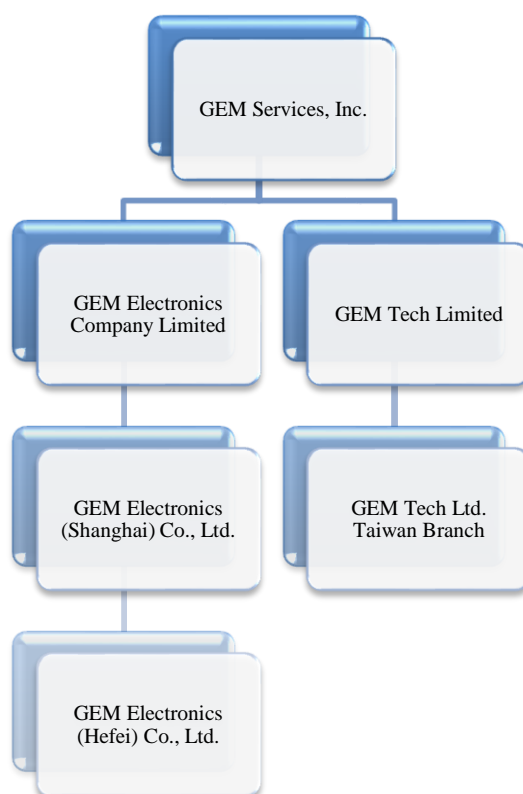 GEM Services, Inc.
GEM Electronics
Company Limited
GEM Tech Limited
GEM Electronics
(Shanghai) Co., Ltd.
GEM Tech Ltd.
Taiwan Branch
GEM Electronics
(Hefei) Co., Ltd.